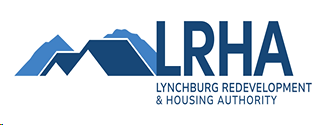 LRHA
LYNCHBURG REDEVELOPMENT
& HOUSING AUTHORITY